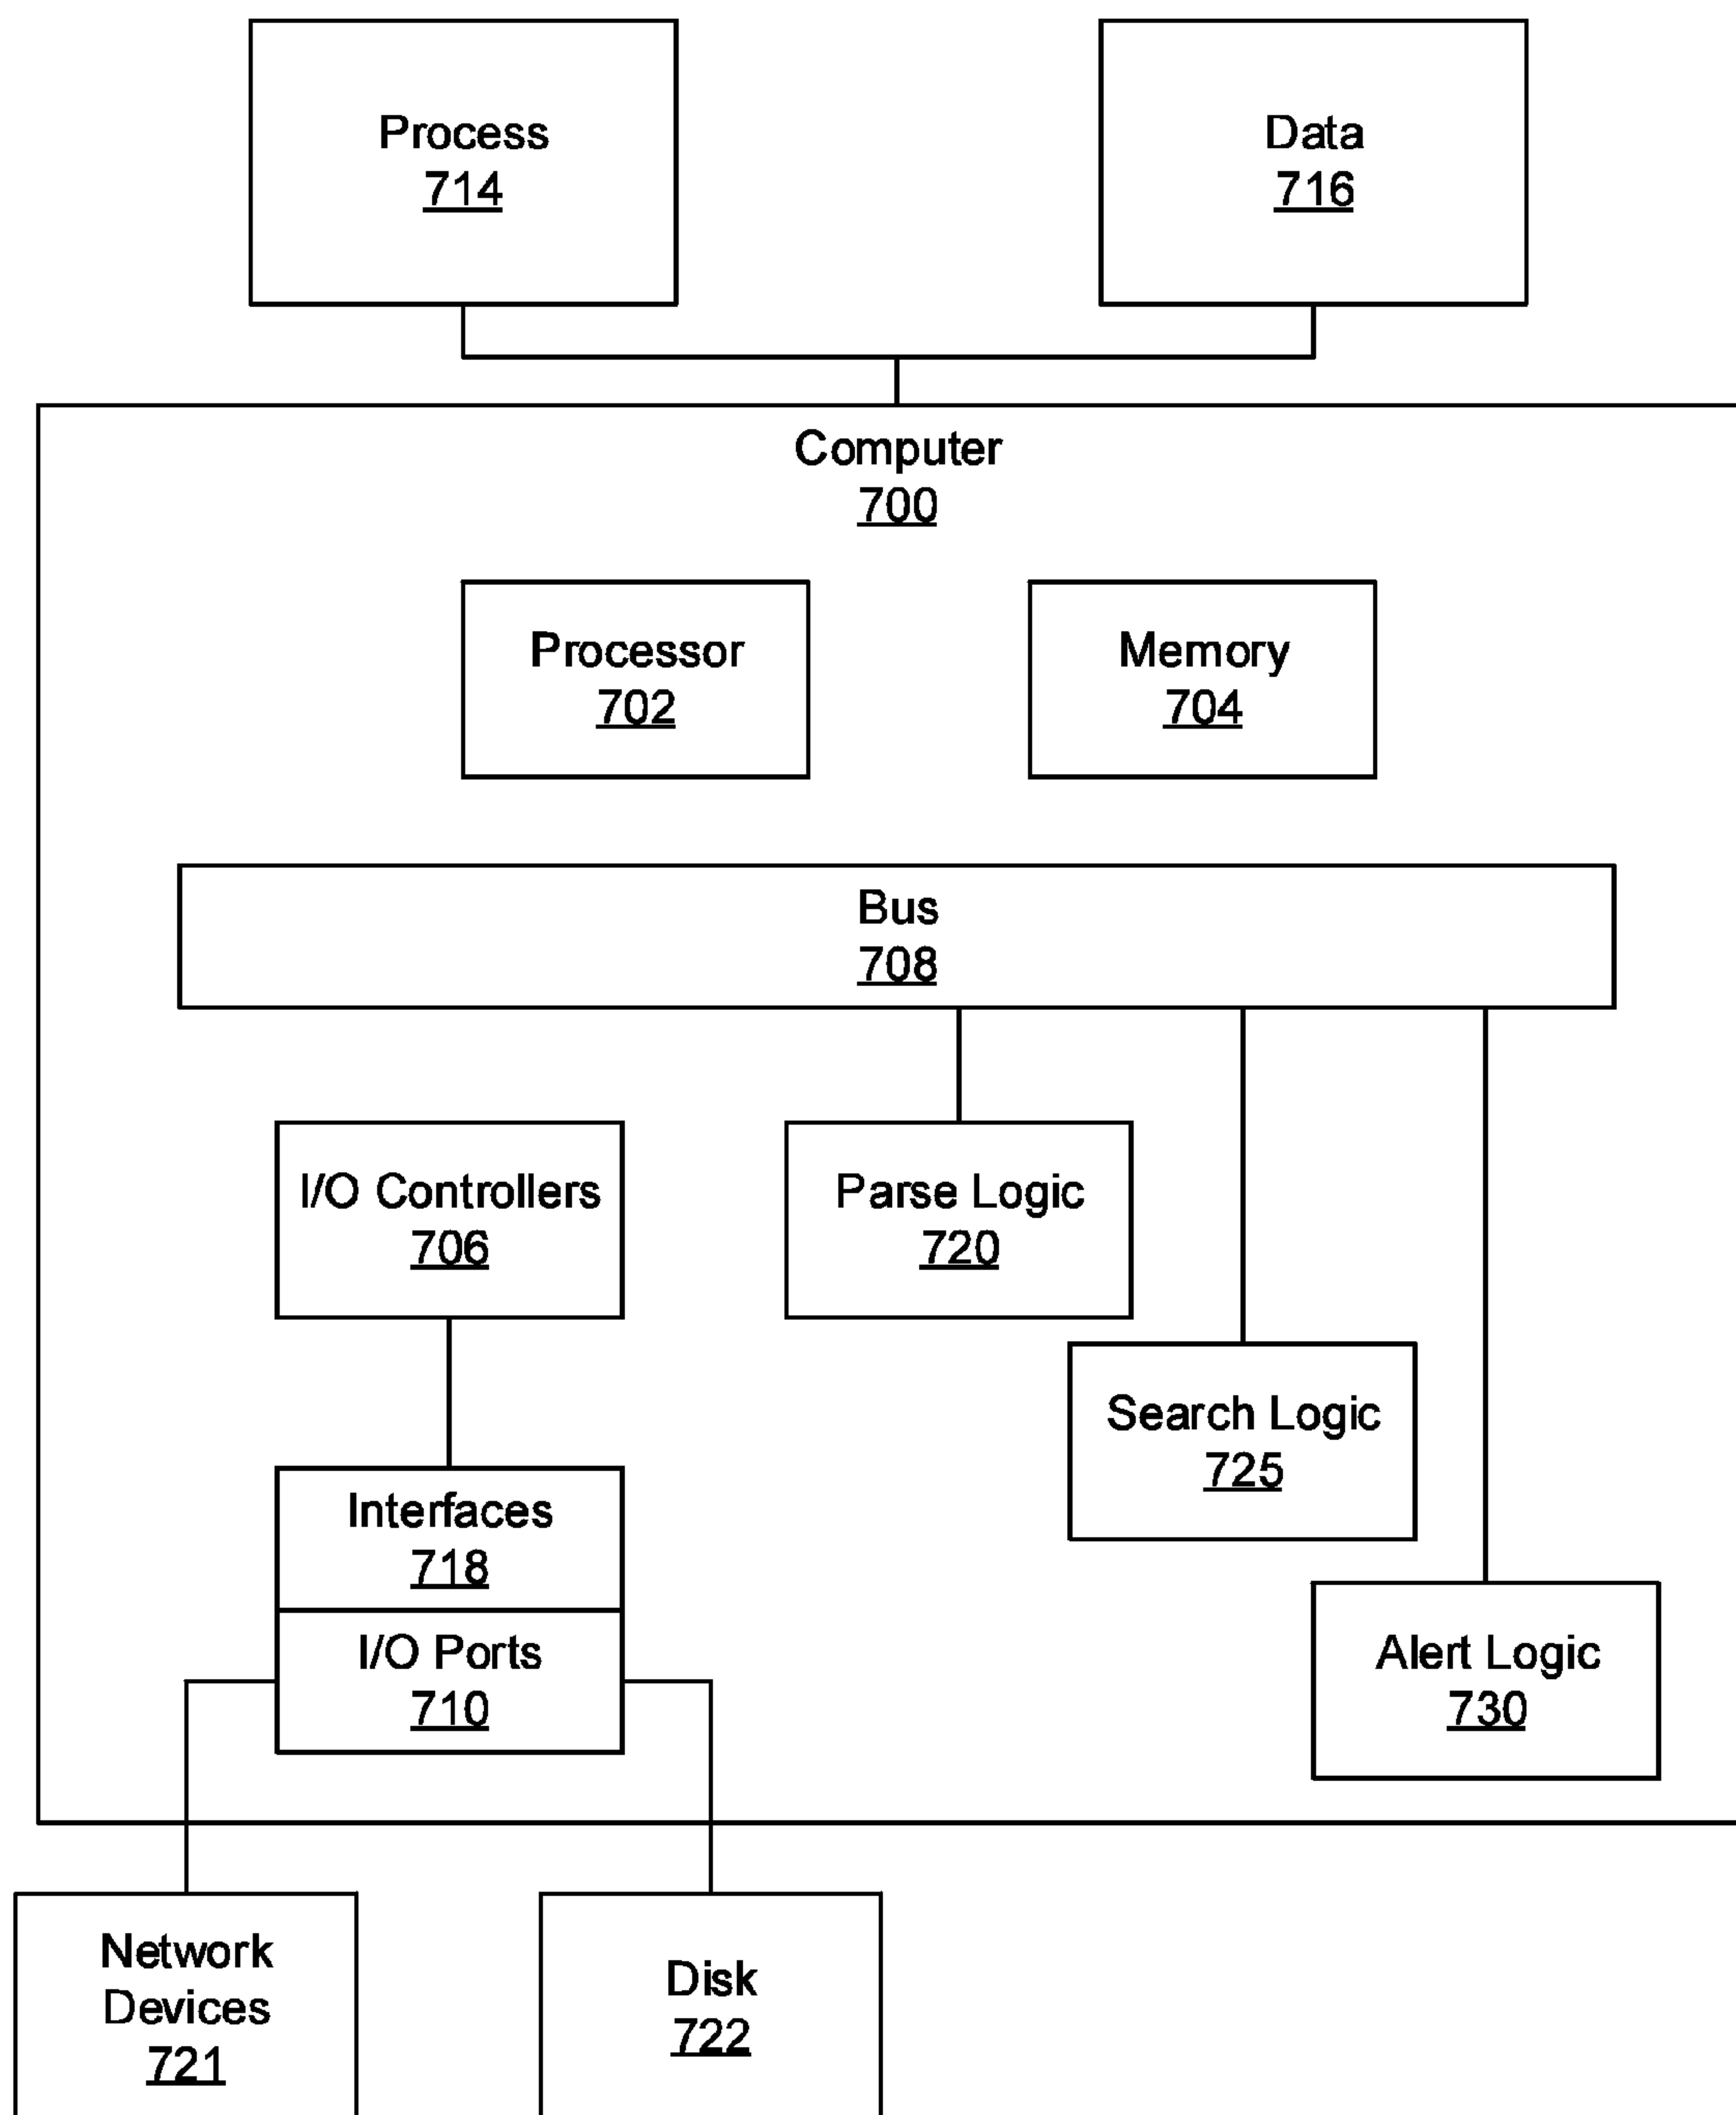 Process
714
Data
716
Computer
700
Processor
702
Memory
704
Bus
708
I/O Controllers
706
Parse Logic
720
Search Logic
725
Interfaces
718
I/O Ports
710
Alert Logic
730
Network
Devices
721
Disk
722